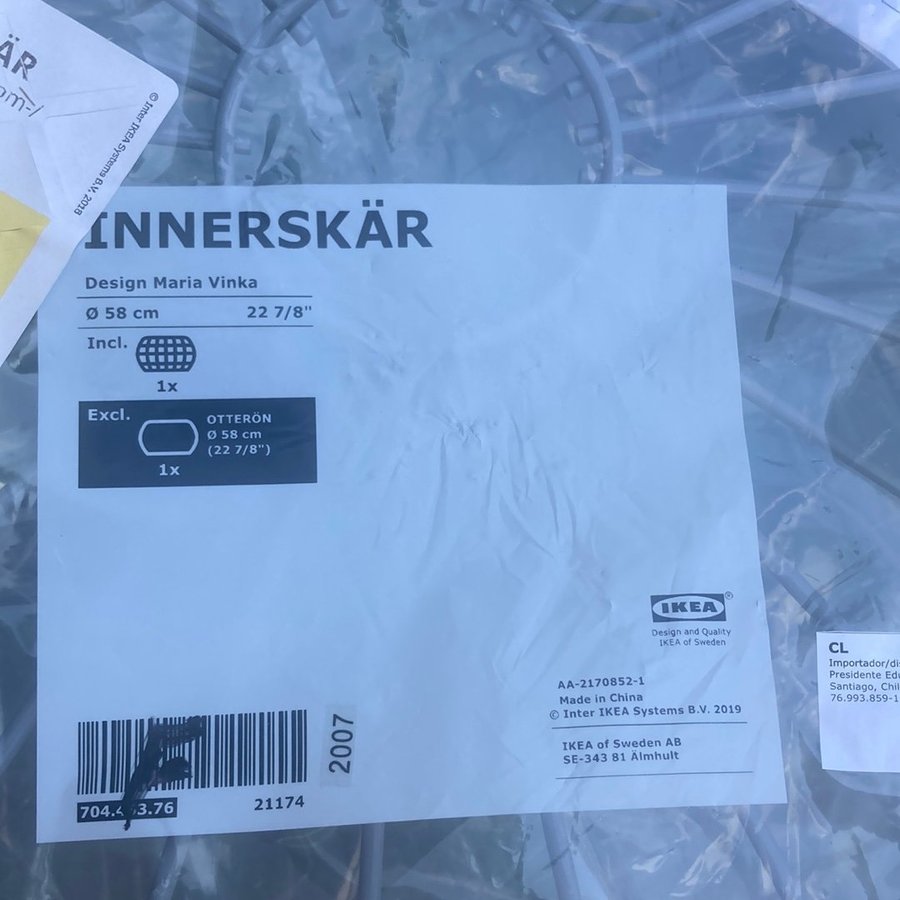 ÄR
© Inter IKEA Systems B.V. 2018
INNERSKÄR
Design Maria Vinka
Ø 58 cm 22 7/8"
Incl.
1x
Excl.
OTTERÖN
Ø 58 cm
(22 7/8")
1x
IKEA®
Design and Quality
IKEA of Sweden
AA-2170852-1
Made in China
© Inter IKEA Systems B.V. 2019
IKEA of Sweden AB
SE-343 81 Älmhult
2007
21174
CL
Importador/dis
Presidente Edu
Santiago, Chil
76.993.859-1